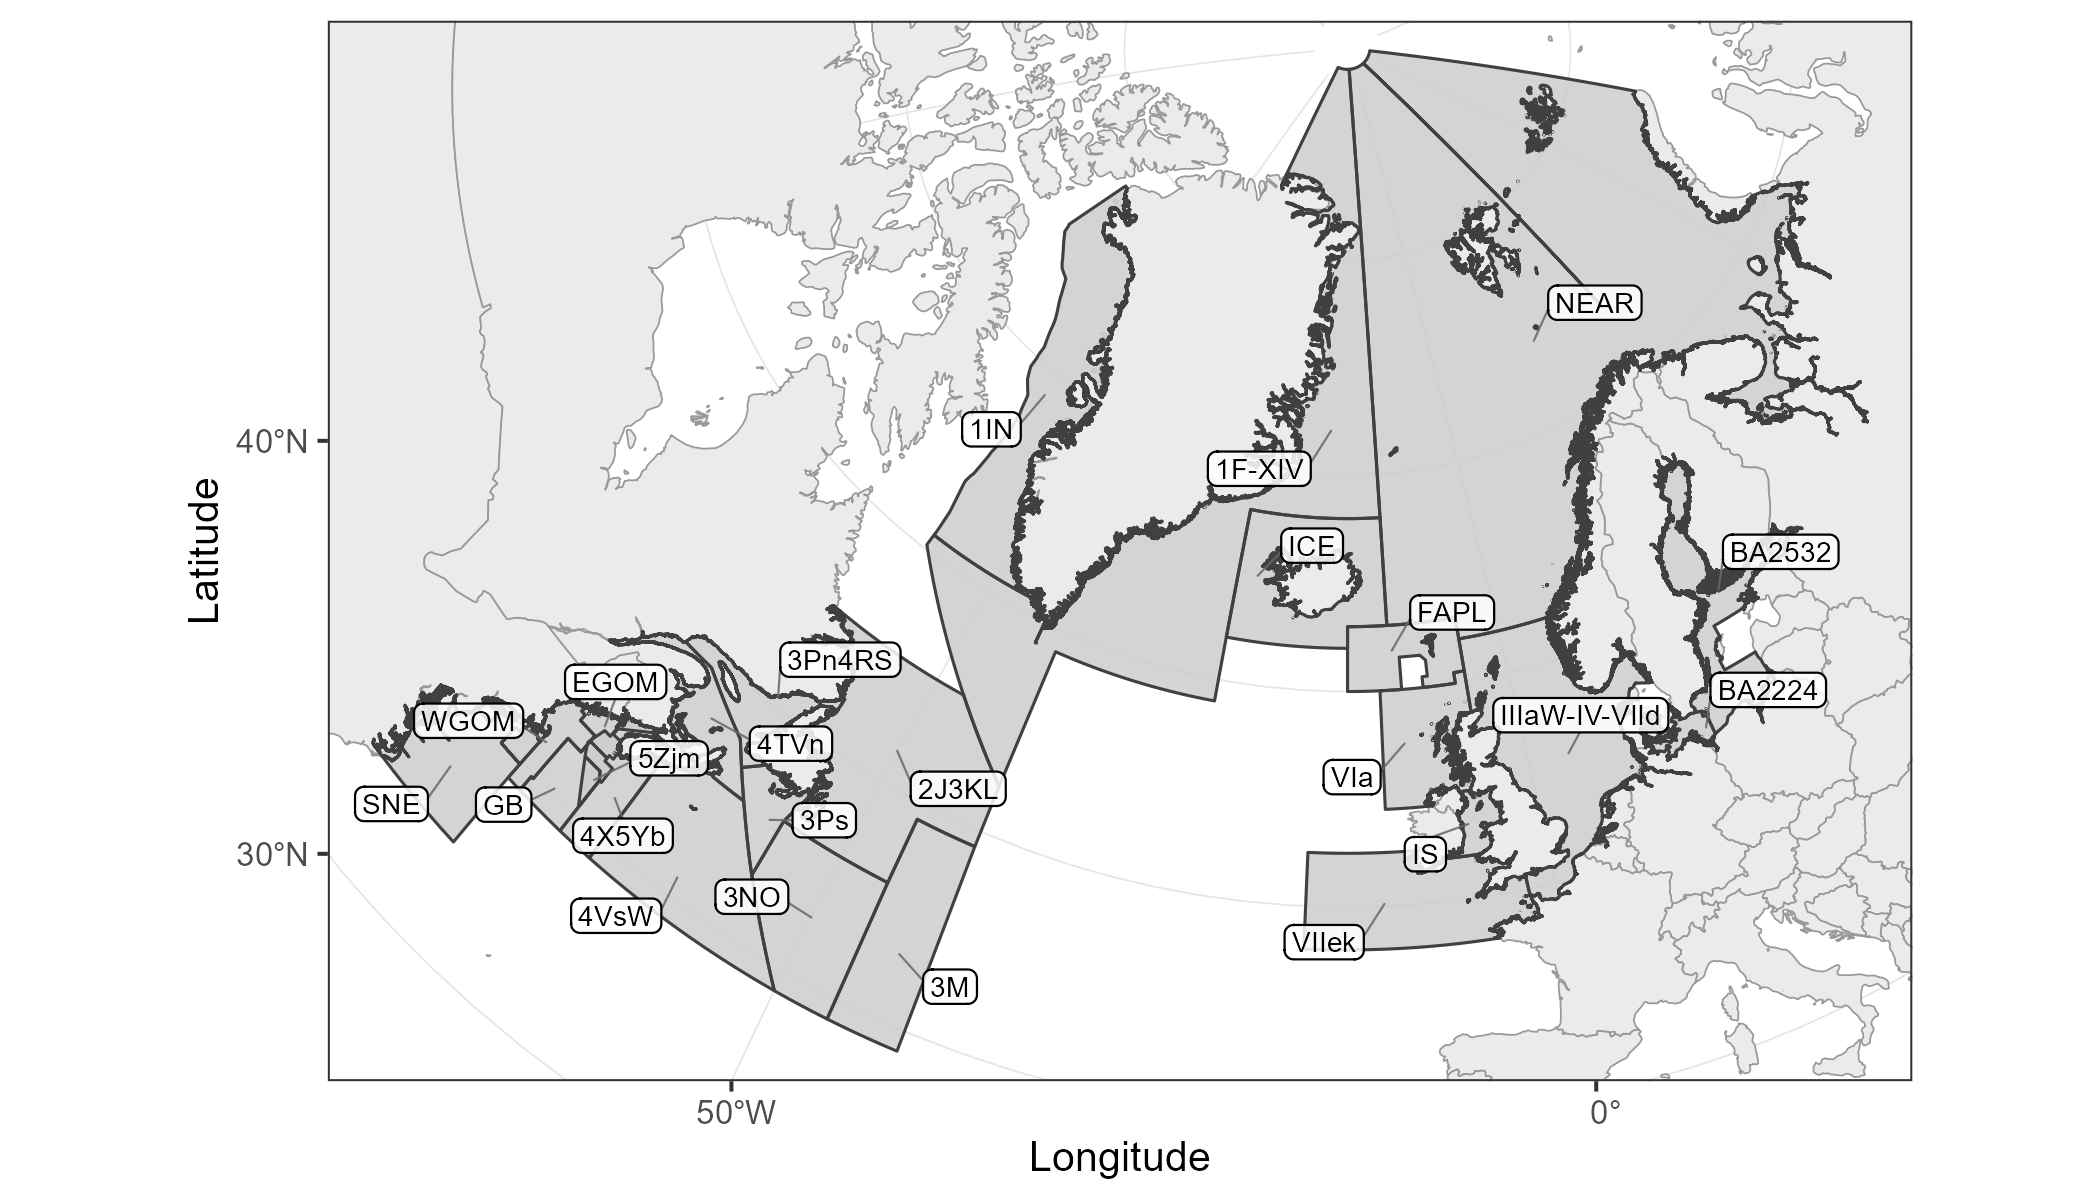 NEAR
40°N
1IN
1F-XIV
ICE
BA2532
FAPL
3Pn4RS
EGOM
BA2224
WGOM
IIIaW-IV-VIId
4TVn
5Zjm
VIa
2J3KL
SNE
GB
3Ps
4X5Yb
30°N
IS
3NO
4VsW
VIIek
3M
50°W
0°
Longitude
Latitude